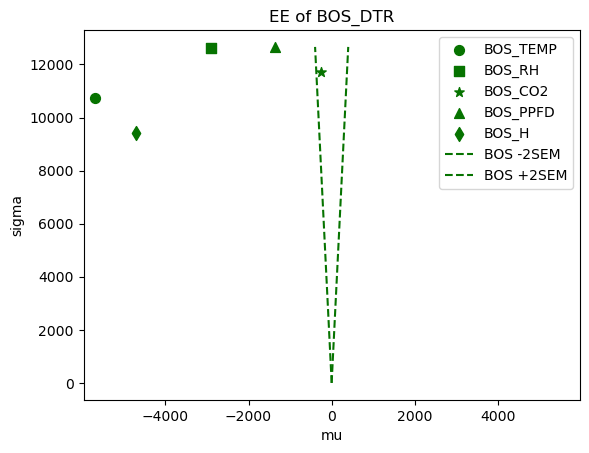 EE of BOS_DTR
BOS_TEMP
BOS_RH
BOS_CO2
BOS_PPFD
BOS_H
BOS -2SEM
BOS +2SEM
12000
10000
8000
6000
4000
2000
0
sigma
−4000 −2000 0 2000 4000
mu